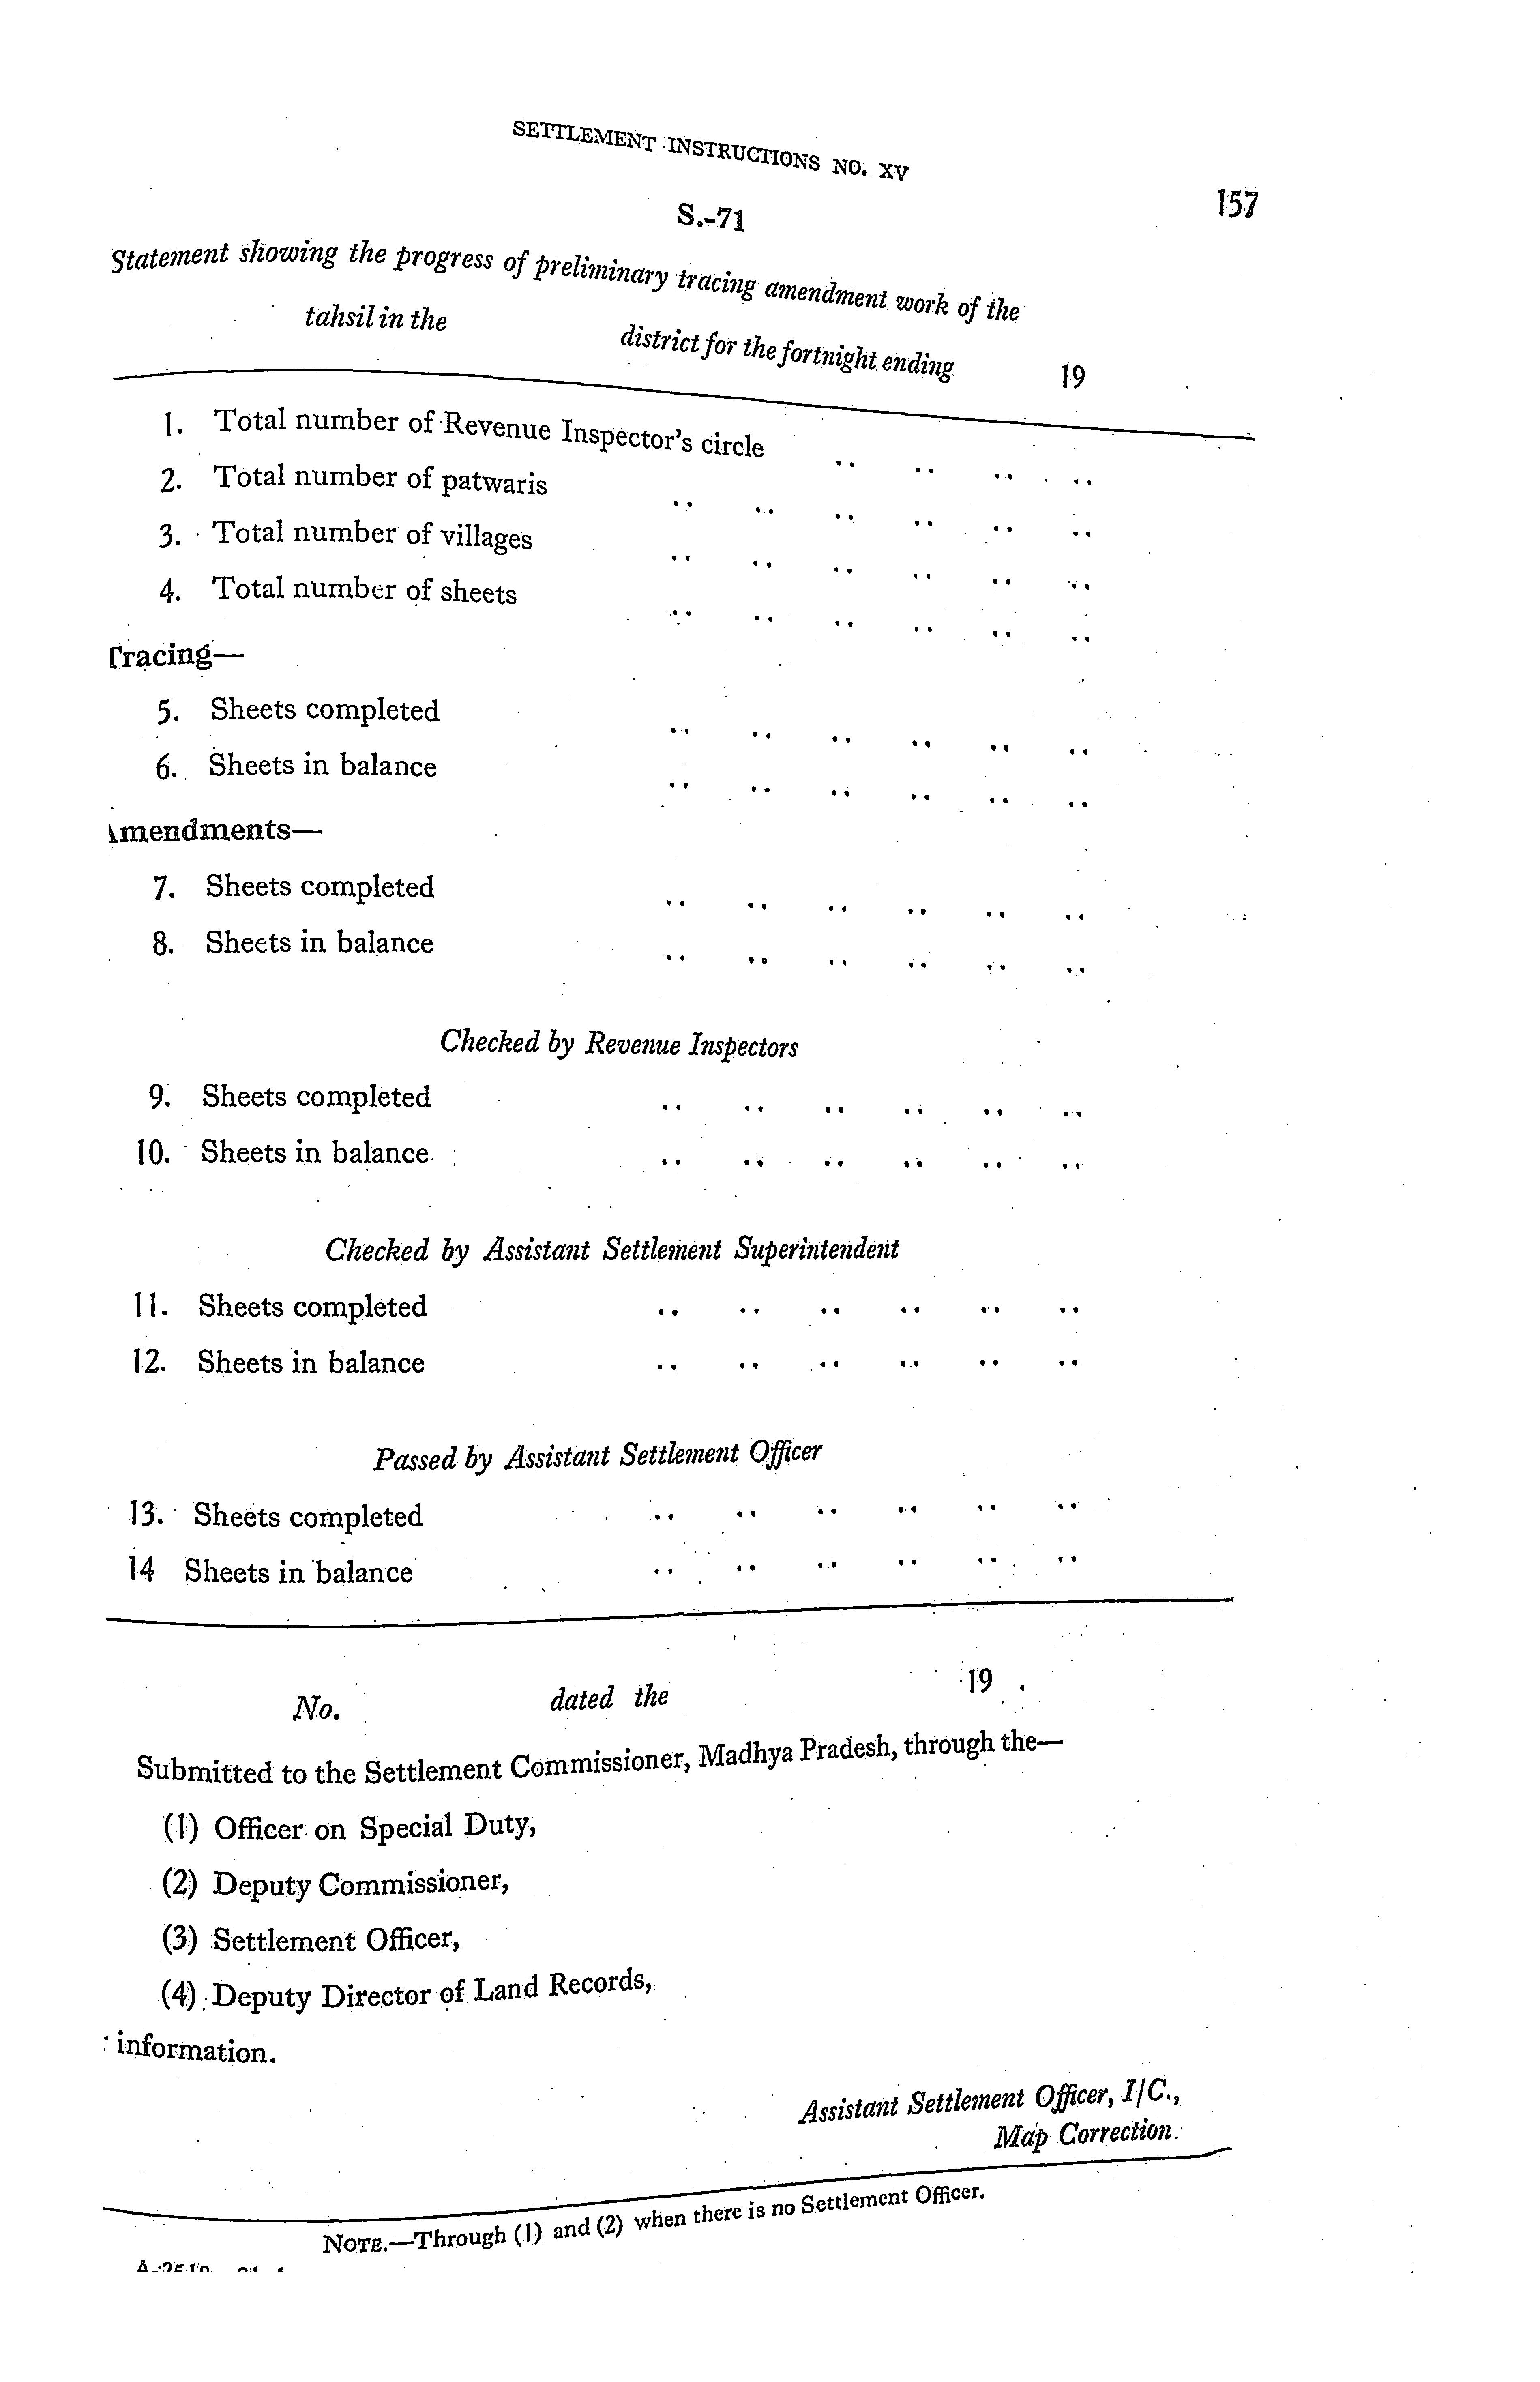 SETTLEMENT INSTRUCTIONS NO. XV
157
S.-71
Statement showing the progress of preliminary tracing amendment work of the
tahsil in the district for the fortnight ending 19
1. Total number of Revenue Inspector's circle .. .. .. ..
2. Total number of patwaris .. .. .. .. .. ..
3. Total number of villages .. .. .. .. .. ..
4. Total number of sheets .. .. .. .. .. ..
Tracing—
5. Sheets completed .. .. .. .. .. ..
6. Sheets in balance .. .. .. .. .. ..
Amendments—
7. Sheets completed .. .. .. .. .. ..
8. Sheets in balance .. .. .. .. .. ..
Checked by Revenue Inspectors
9. Sheets completed .. .. .. .. .. ..
10. Sheets in balance .. .. .. .. .. ..
Checked by Assistant Settlement Superintendent
11. Sheets completed .. .. .. .. .. ..
12. Sheets in balance .. .. .. .. .. ..
Passed by Assistant Settlement Officer
13. Sheets completed .. .. .. .. .. ..
14 Sheets in balance .. .. .. .. .. ..
No. dated the 19 .
Submitted to the Settlement Commissioner, Madhya Pradesh, through the—
(1) Officer on Special Duty,
(2) Deputy Commissioner,
(3) Settlement Officer,
(4) Deputy Director of Land Records,
information.
Assistant Settlement Officer, I/C.,
Map Correction.
NOTE.—Through (1) and (2) when there is no Settlement Officer.